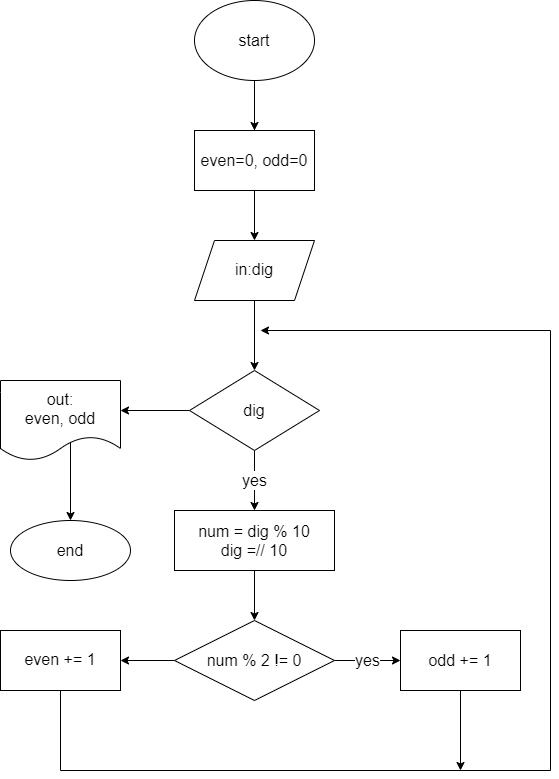 start
even=0, odd=0
in:dig
dig
out:
even, odd
yes
num = dig % 10
dig =// 10
end
num % 2 != 0
even += 1
yes
odd += 1